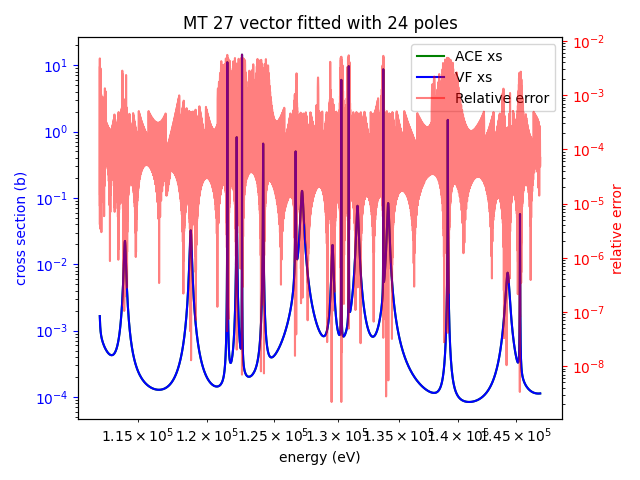 MT 27 vector fitted with 24 poles
ACE xs
VF xs
Relative error
10¹
10⁰
10⁻¹
10⁻²
10⁻³
10⁻⁴
cross section (b)
10⁻²
10⁻³
10⁻⁴
10⁻⁵
10⁻⁶
10⁻⁷
10⁻⁸
relative error
1.15×10⁵ 1.2×10⁵ 1.25×10⁵ 1.3×10⁵ 1.35×10⁵ 1.4×10⁵ 1.45×10⁵
energy (eV)